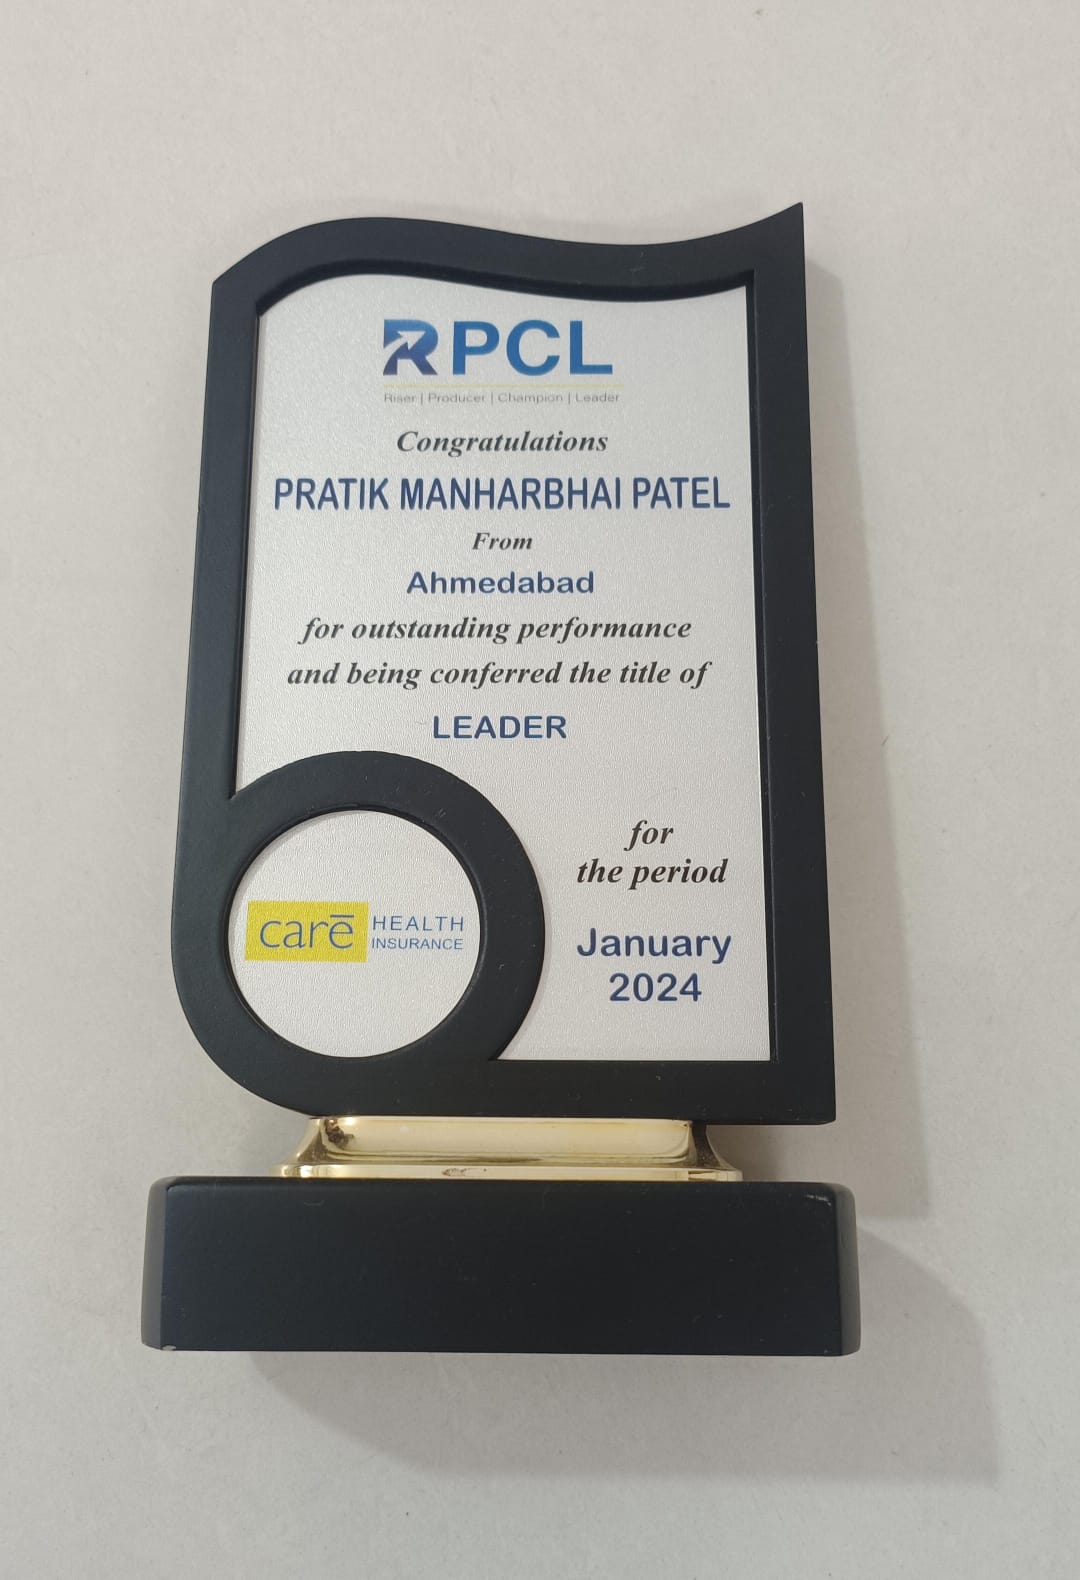 RPCL
Riser | Producer | Champion | Leader
Congratulations
PRATIK MANHARBHAI PATEL
From
Ahmedabad
for outstanding performance
and being conferred the title of
LEADER
for
the period
January
2024
carē HEALTH
INSURANCE